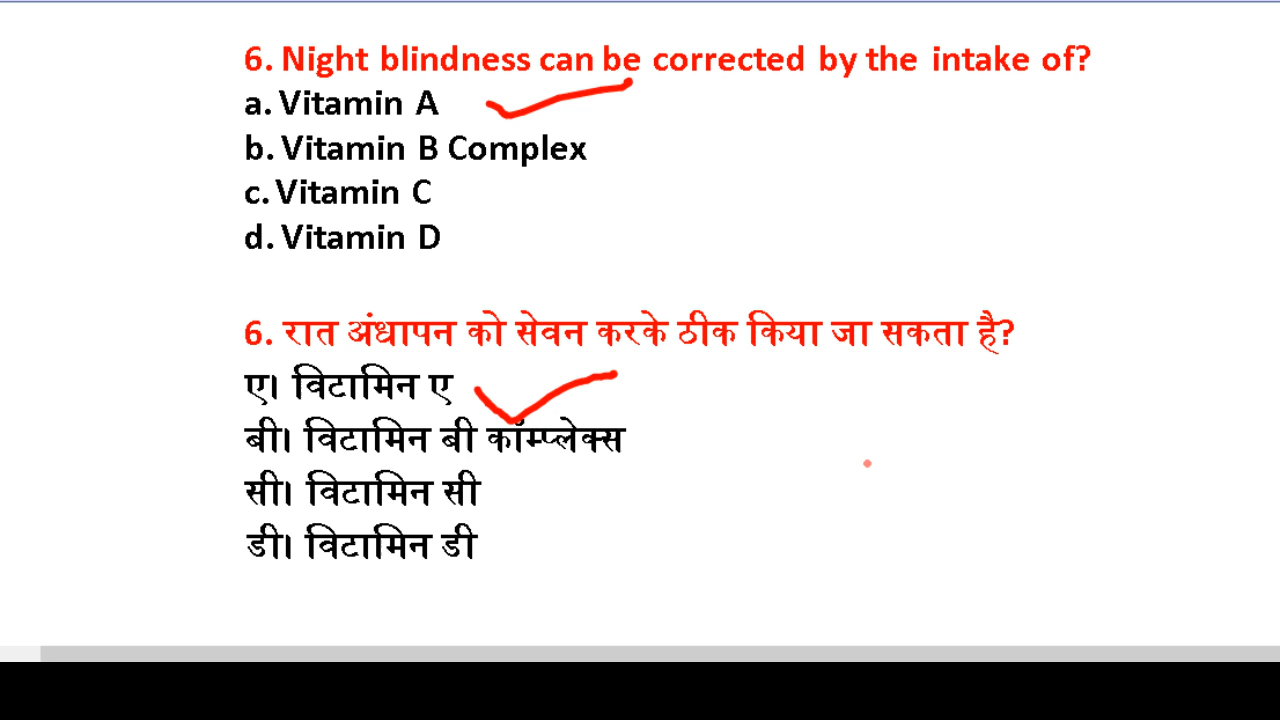 6. Night blindness can be corrected by the intake of?
a. Vitamin A
b. Vitamin B Complex
c. Vitamin C
d. Vitamin D
6. रात अंधापन को सेवन करके ठीक किया जा सकता है?
ए। विटामिन ए
बी। विटामिन बी कॉम्प्लेक्स
सी। विटामिन सी
डी। विटामिन डी